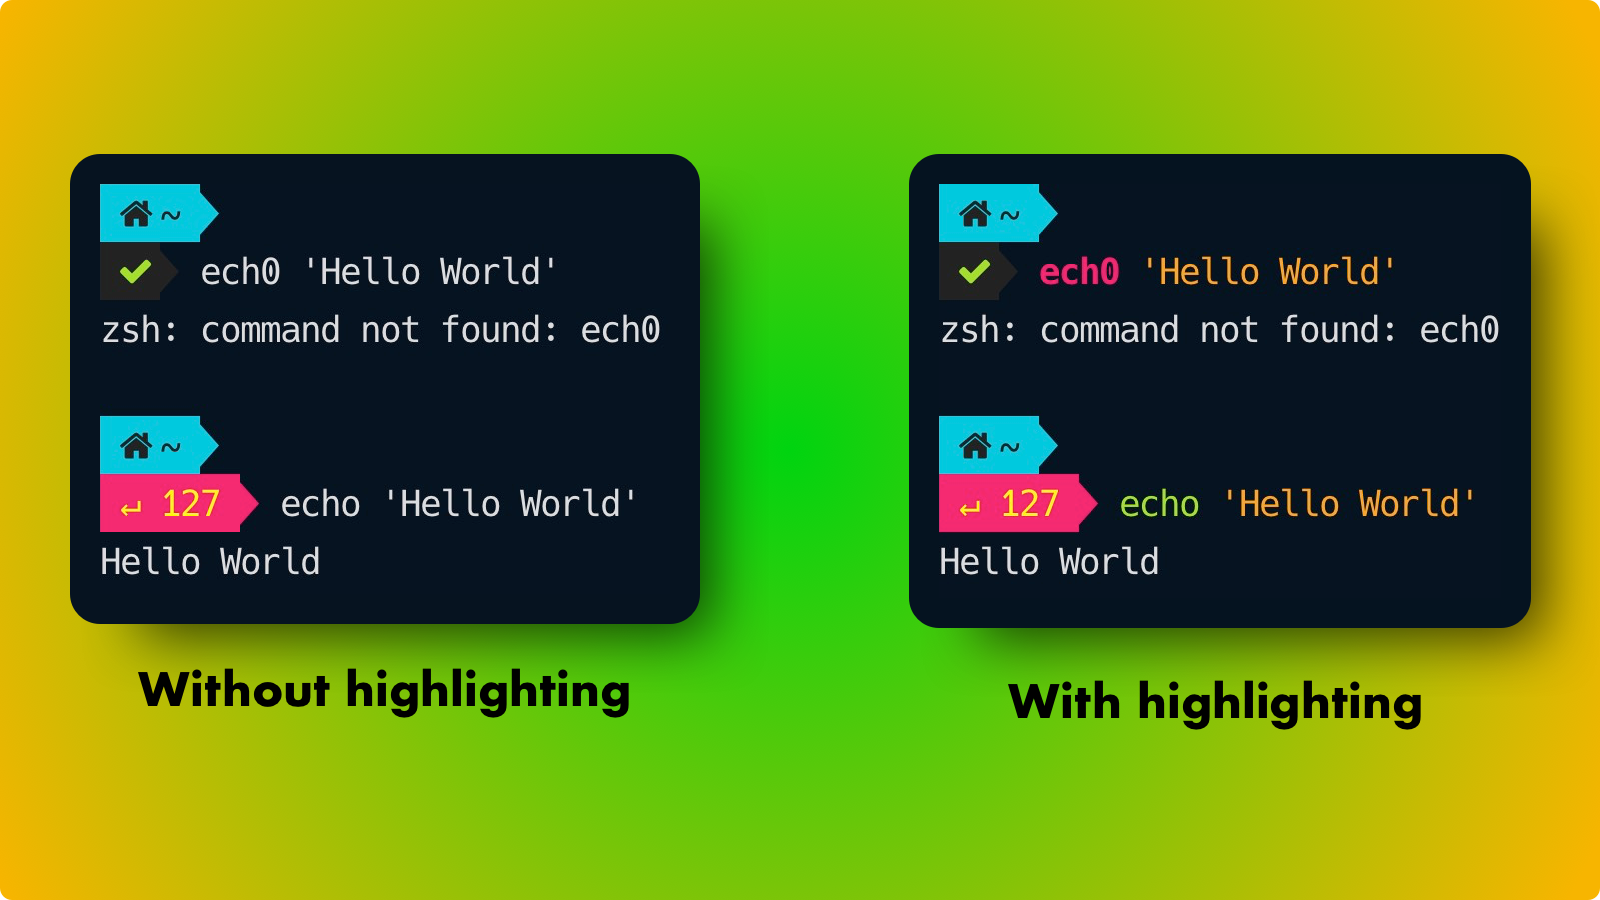 ~
ech0 'Hello World'
zsh: command not found: ech0
~
↵ 127 echo 'Hello World'
Hello World
Without highlighting
~
ech0 'Hello World'
zsh: command not found: ech0
~
↵ 127 echo 'Hello World'
Hello World
With highlighting